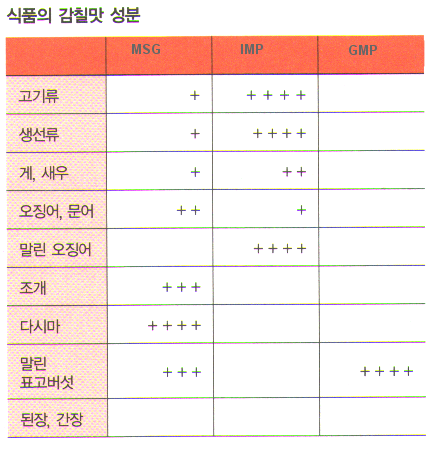 식품의 감칠맛 성분
MSG IMP GMP
고기류 + ++++
생선류 + ++++
게, 새우 + ++
오징어, 문어 ++ +
말린 오징어 ++++
조개 +++
다시마 ++++
말린
표고버섯 +++ ++++
된장, 간장